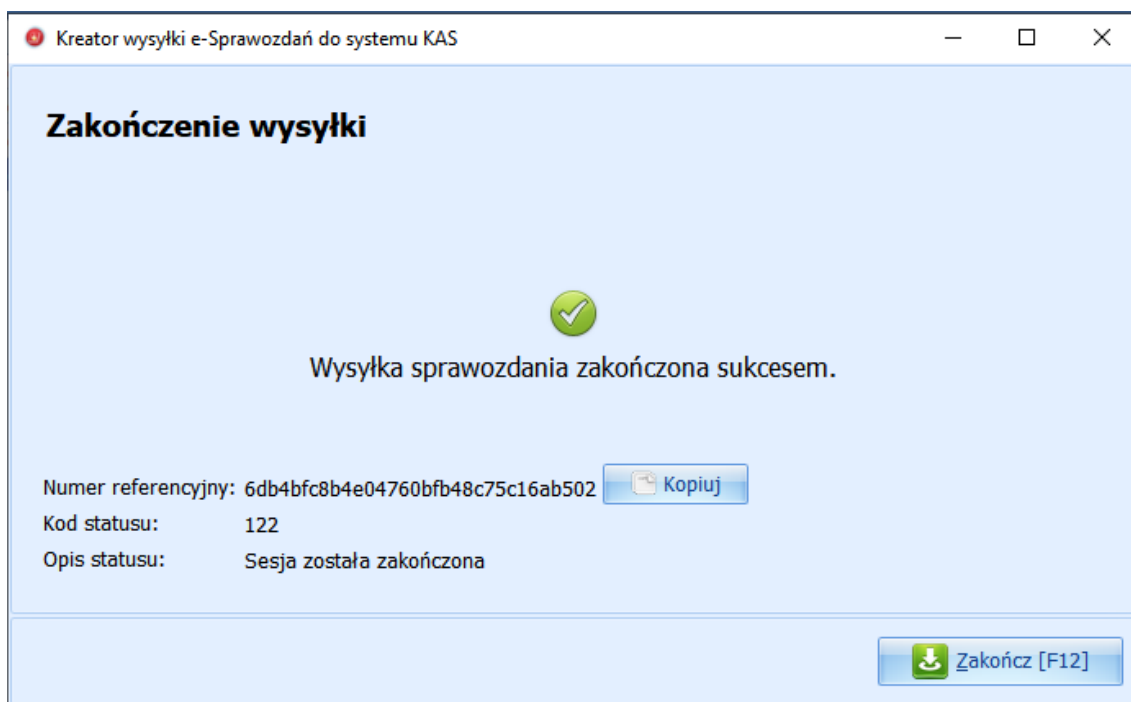 Kreator wysyłki e-Sprawozdań do systemu KAS
Zakończenie wysyłki
Wysyłka sprawozdania zakończona sukcesem.
Numer referencyjny: 6db4bfc8b4e04760bfb48c75c16ab502 Kopiuj
Kod statusu: 122
Opis statusu: Sesja została zakończona
Zakończ [F12]